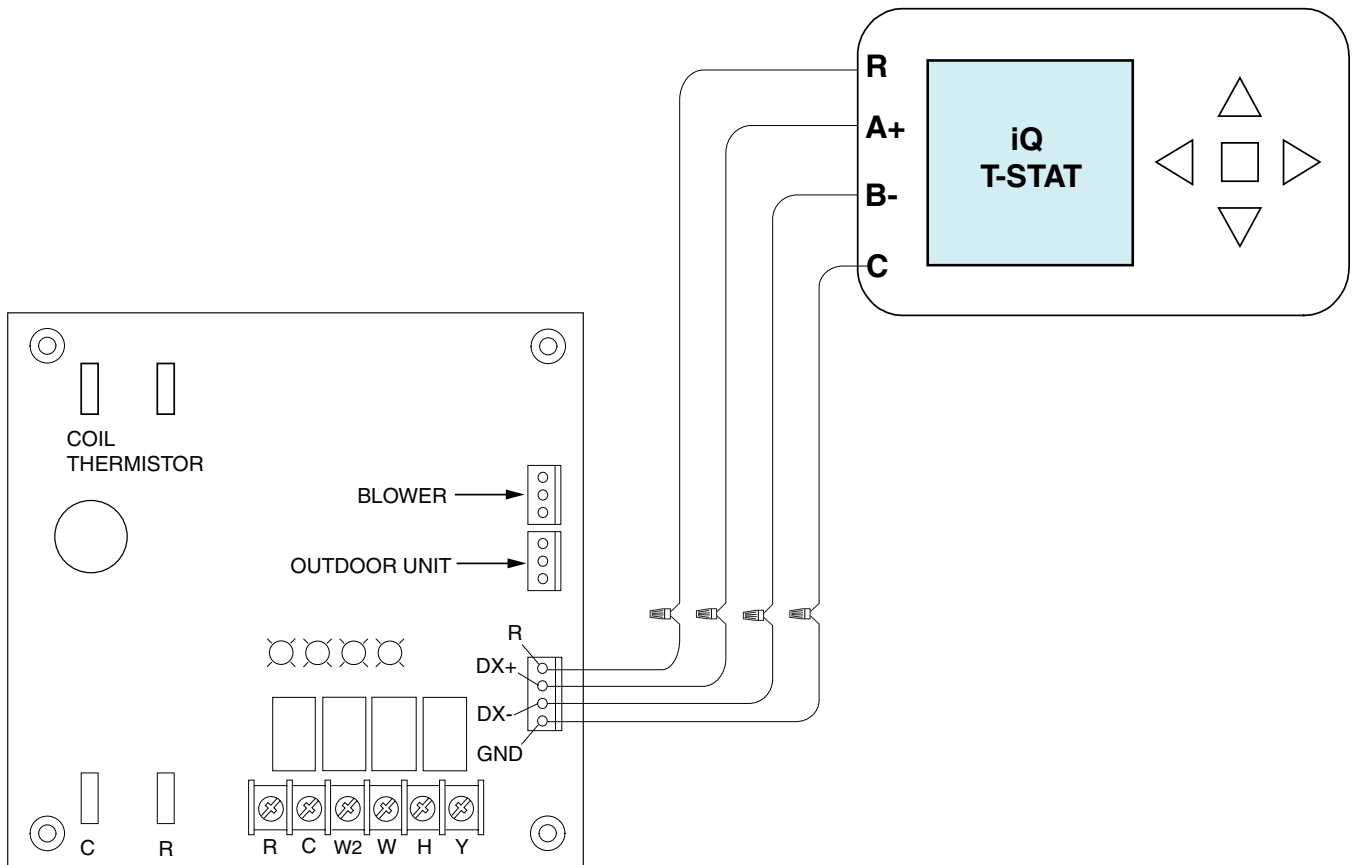 R
A+
B-
C
iQ
T-STAT
COIL
THERMISTOR
BLOWER
OUTDOOR UNIT
R
DX+
DX-
GND
C R
R C W2 W H Y